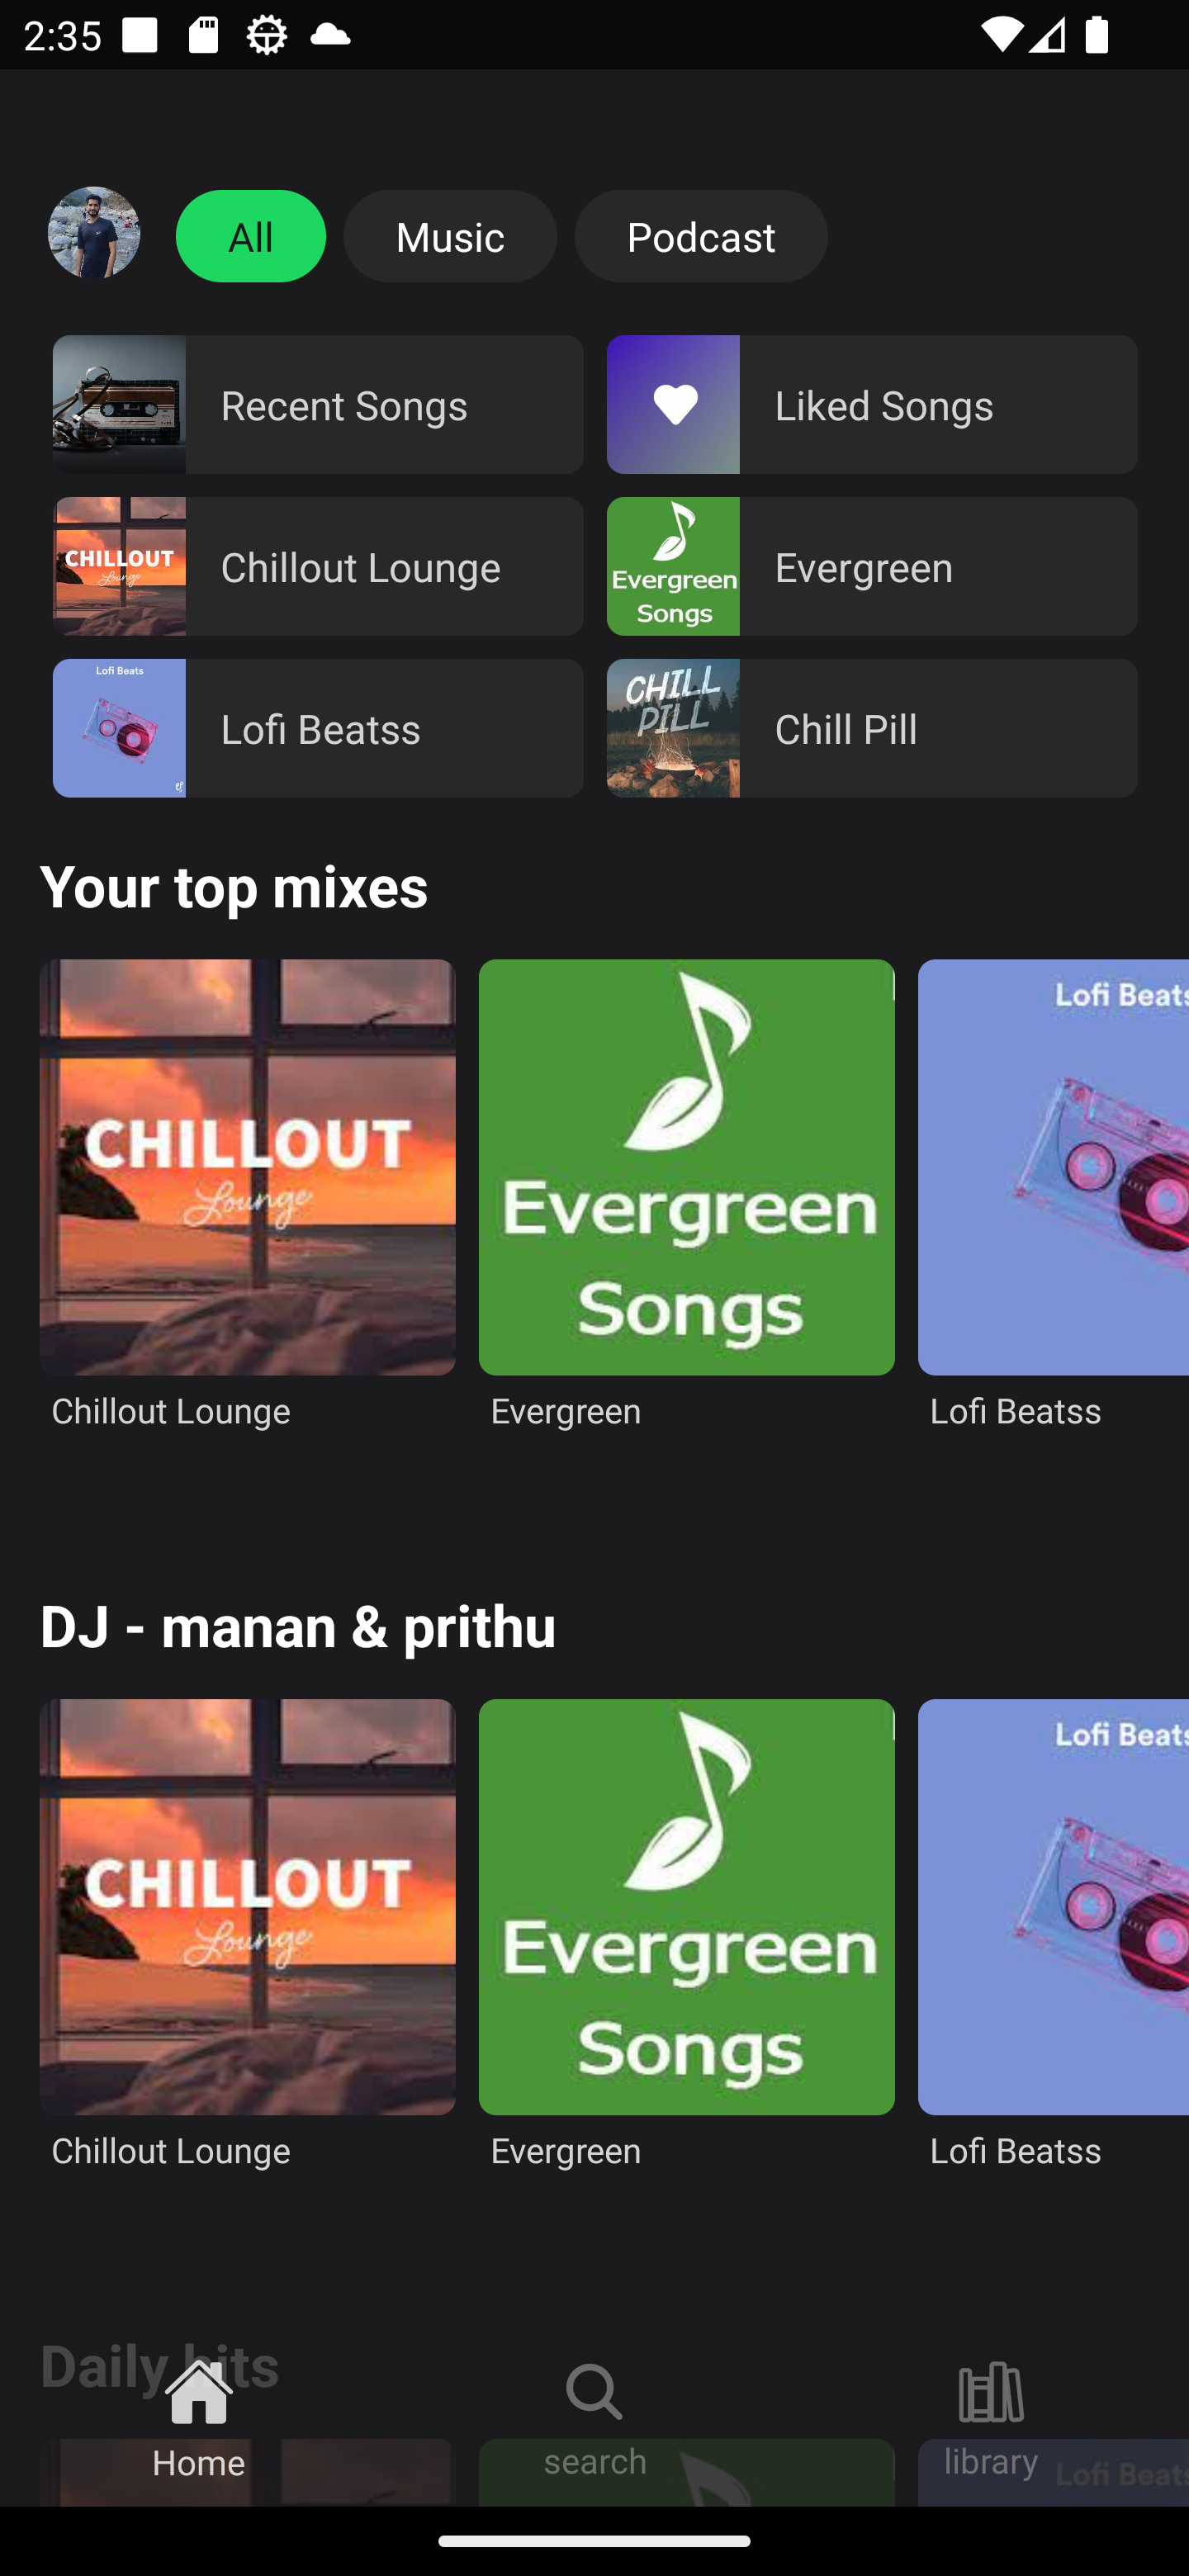 2:35
All
Music
Podcast
Recent Songs
Liked Songs
CHILLOUT
Lounge
Chillout Lounge
Evergreen
Songs
Evergreen
Lofi Beats
Lofi Beatss
CHILL
PILL
Chill Pill
Your top mixes
CHILLOUT
Lounge
Evergreen
Songs
Lofi Beats
Chillout Lounge
Evergreen
Lofi Beatss
DJ - manan & prithu
CHILLOUT
Lounge
Evergreen
Songs
Lofi Beats
Chillout Lounge
Evergreen
Lofi Beatss
Daily hits
Home
search
library
Lofi Beats